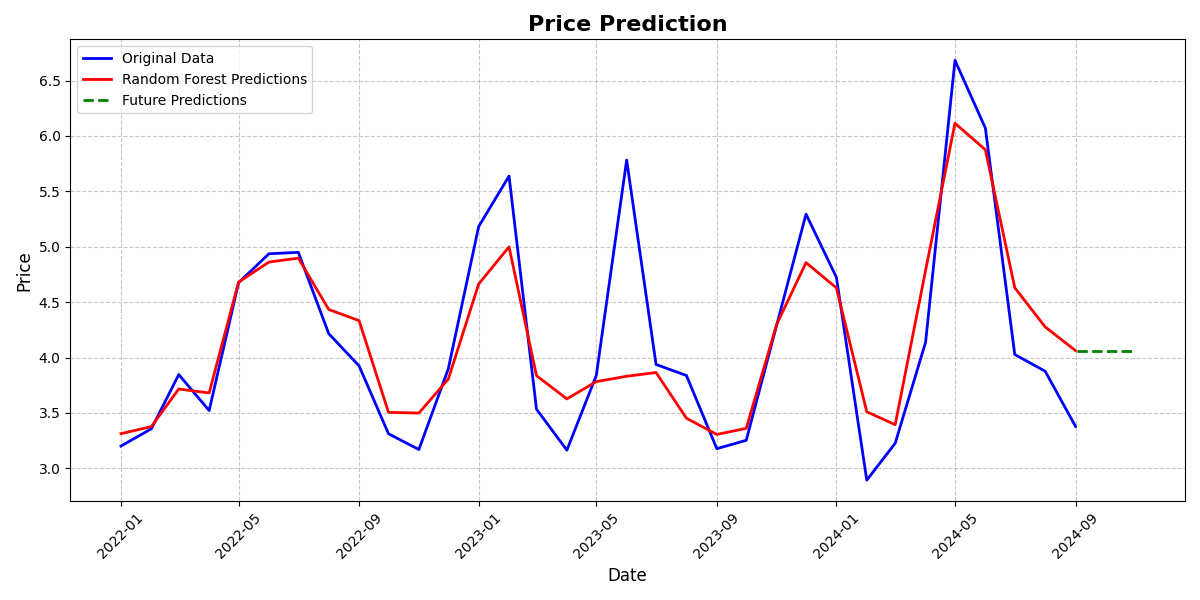 Price Prediction
Original Data
Random Forest Predictions
Future Predictions
Price
6.5
6.0
5.5
5.0
4.5
4.0
3.5
3.0
2022-01
2022-05
2022-09
2023-01
2023-05
2023-09
2024-01
2024-05
2024-09
Date